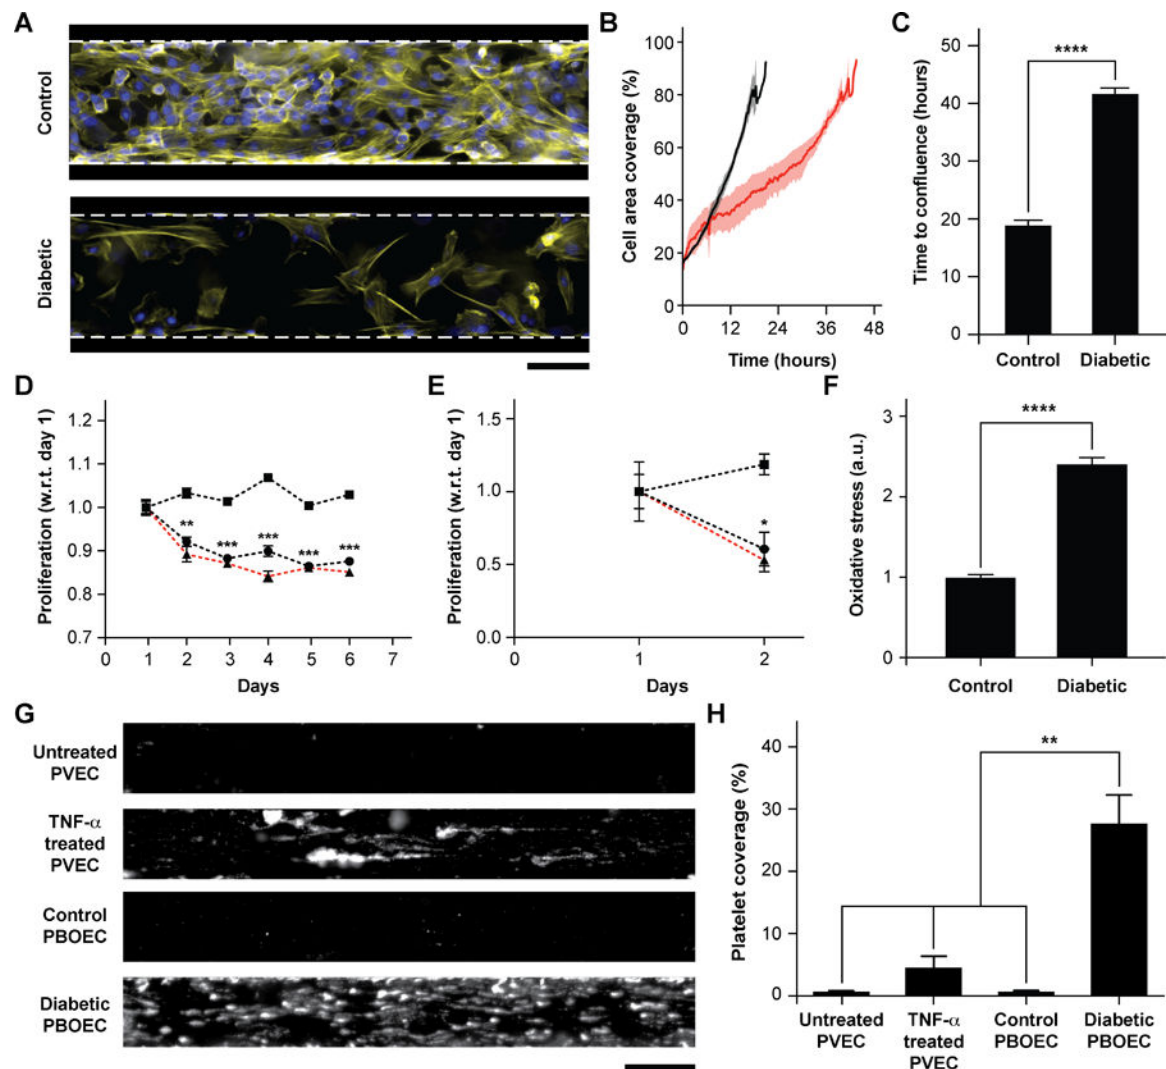 A
Control
Diabetic
B
Cell area coverage (%)
100
80
60
40
20
0
0 12 24 36 48
Time (hours)
C
Time to confluence (hours)
50
40
30
20
10
0
****
Control Diabetic
D
Proliferation (w.r.t. day 1)
1.2
1.1
1.0
0.9
0.8
0.7
** *** *** *** ***
0 1 2 3 4 5 6 7
Days
E
Proliferation (w.r.t. day 1)
1.5
1.0
0.5
0.0
*
0 1 2
Days
F
Oxidative stress (a.u.)
3
2
1
0
****
Control Diabetic
G
Untreated
PVEC
TNF-α
treated
PVEC
Control
PBOEC
Diabetic
PBOEC
H
Platelet coverage (%)
40
30
20
10
0
**
Untreated
PVEC
TNF-α
treated
PVEC
Control
PBOEC
Diabetic
PBOEC